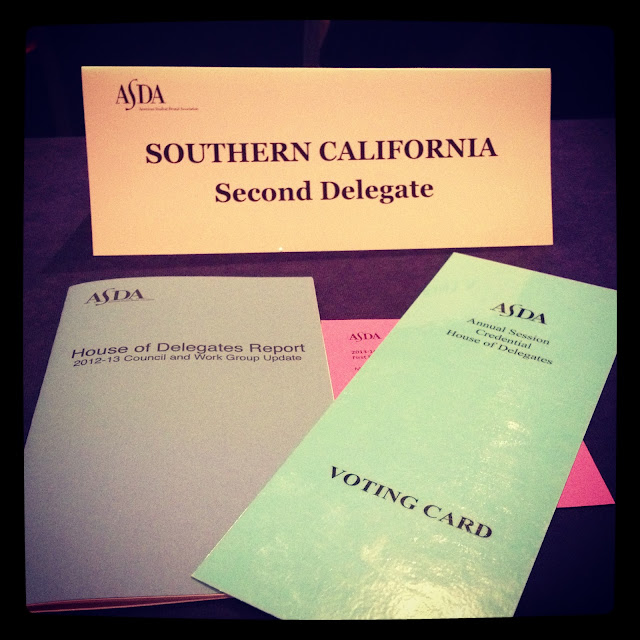 ASDA
American Student Dental Association
SOUTHERN CALIFORNIA
Second Delegate
ASDA
House of Delegates Report
2012-13 Council and Work Group Update
ASDA
ASDA
Annual Session
Credential
House of Delegates
VOTING CARD